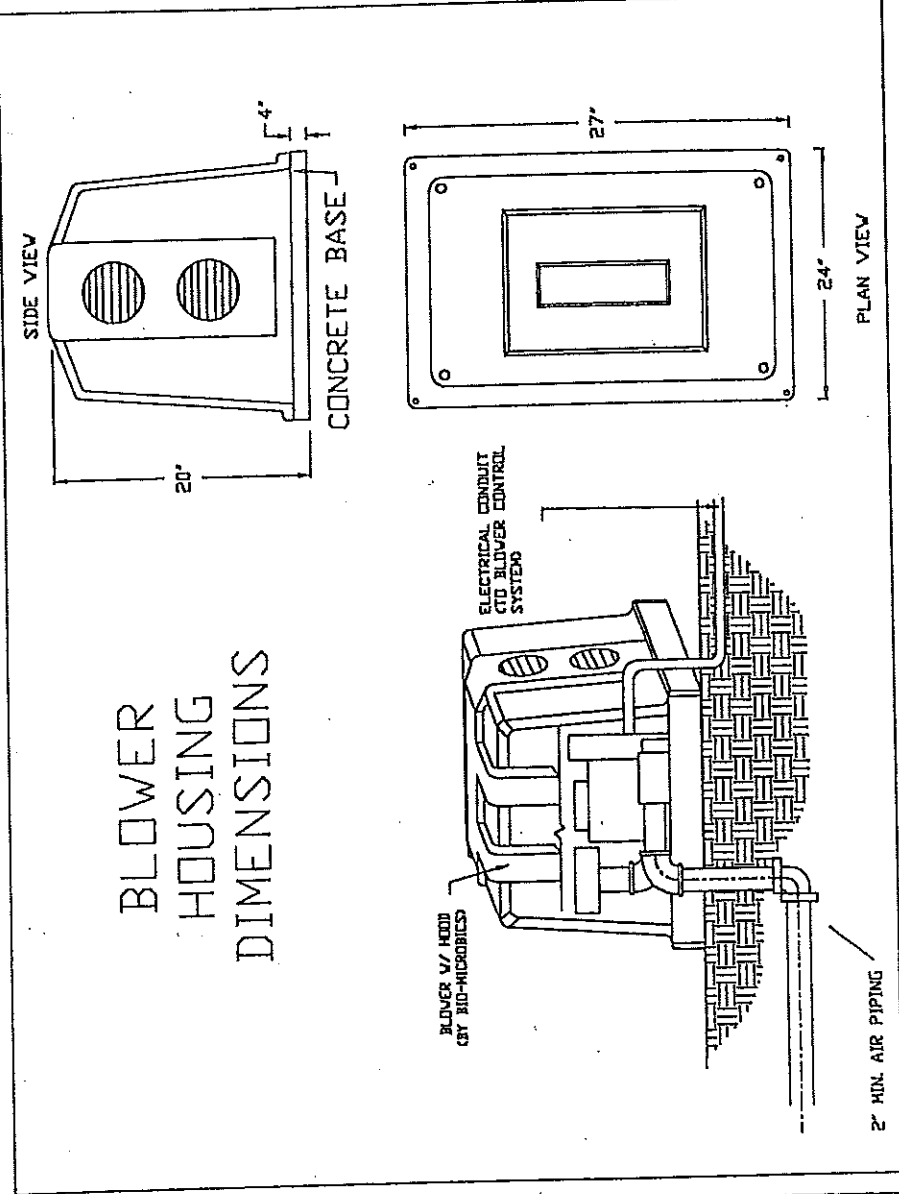 BLOWER
HOUSING
DIMENSIONS
SIDE VIEW
20"
4"
CONCRETE BASE
27"
24"
PLAN VIEW
ELECTRICAL CONDUIT
(TO BLOWER CONTROL
SYSTEM)
BLOWER W/ HOOD
(BY BIO-MICROBICS)
2" MIN. AIR PIPING